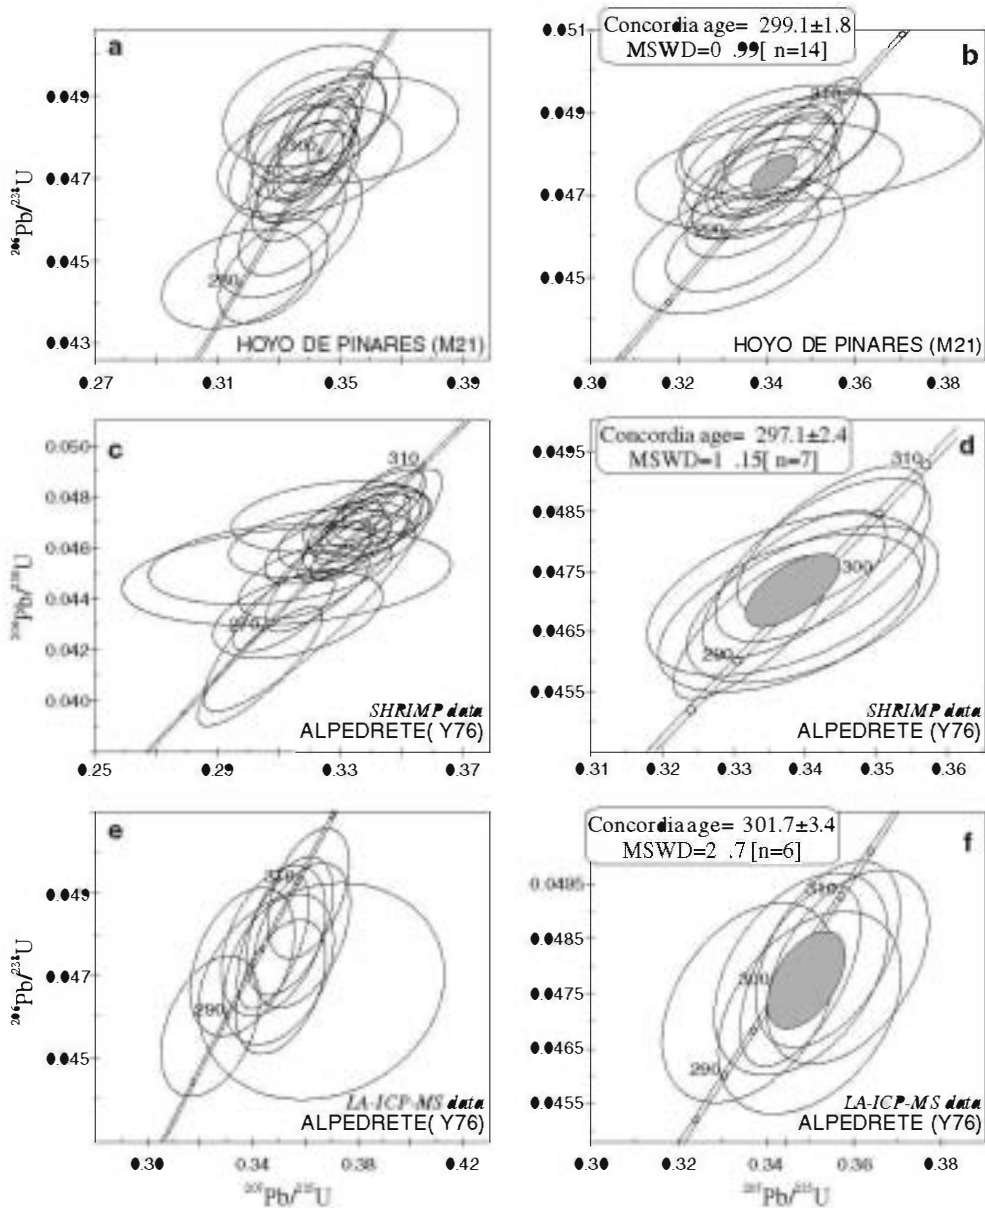 a
0.049
0.047
0.045
0.043
²⁰⁶Pb/²³⁸U
280
HOYO DE PINARES (M21)
0.27
0.31
0.35
0.39
Concordia age= 299.1±1.8
MSWD=0 .99[ n=14]
b
0.051
0.049
0.047
0.045
310
290
HOYO DE PINARES (M21)
0.30
0.32
0.34
0.36
0.38
c
0.050
0.048
0.046
0.044
0.042
0.040
²⁰⁶Pb/²³⁸U
310
270
SHRIMP data
ALPEDRETE( Y76)
0.25
0.29
0.33
0.37
Concordia age= 297.1±2.4
MSWD=1 .15[ n=7]
d
0.0495
0.0485
0.0475
0.0465
0.0455
310
300
290
SHRIMP data
ALPEDRETE (Y76)
0.31
0.32
0.33
0.34
0.35
0.36
e
0.049
0.047
0.045
²⁰⁶Pb/²³⁸U
310
290
LA-ICP-MS data
ALPEDRETE( Y76)
0.30
0.34
0.38
0.42
²⁰⁷Pb/²³⁵U
Concordia age= 301.7±3.4
MSWD=2 .7 [n=6]
f
0.0495
0.0485
0.0475
0.0465
0.0455
310
300
290
LA-ICP-MS data
ALPEDRETE (Y76)
0.30
0.32
0.34
0.36
0.38
²⁰⁷Pb/²³⁵U